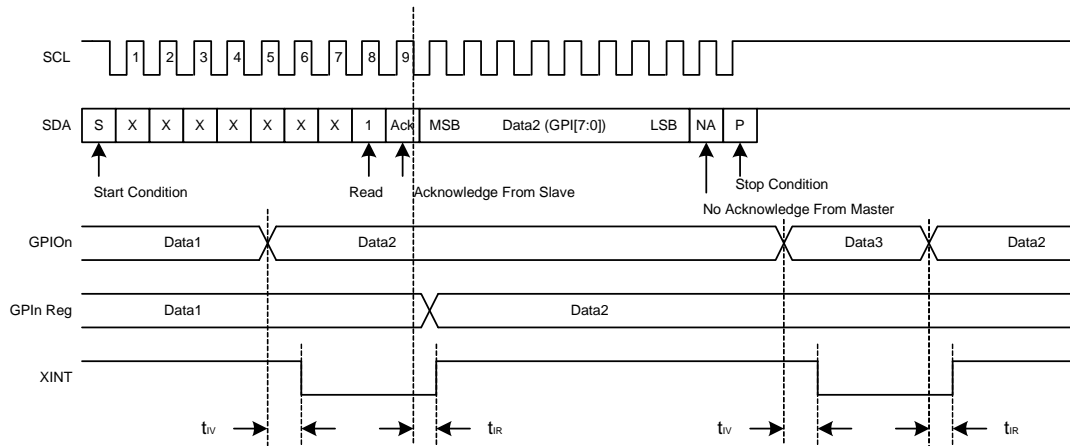 SCL 1 2 3 4 5 6 7 8 9
SDA S X X X X X X X 1 Ack MSB Data2 (GPI[7:0]) LSB NA P
Start Condition Read Acknowledge From Slave Stop Condition
No Acknowledge From Master
GPIOn Data1 Data2 Data3 Data2
GPIn Reg Data1 Data2
XINT
tIV tIR tIV tIR